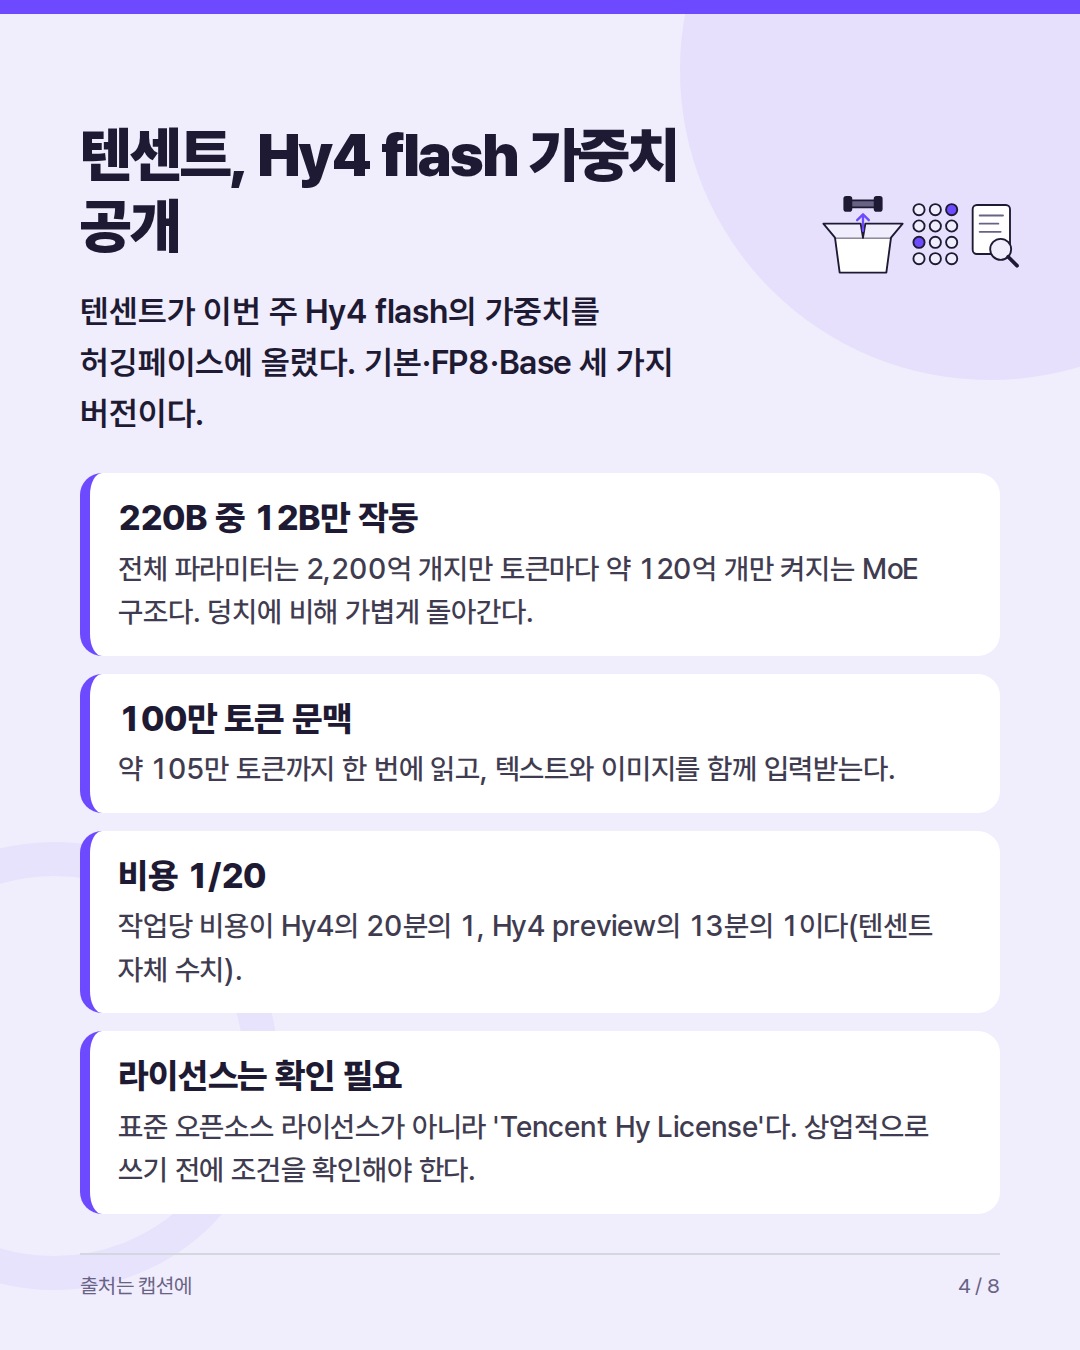 텐센트, Hy4 flash 가중치
공개
텐센트가 이번 주 Hy4 flash의 가중치를
허깅페이스에 올렸다. 기본·FP8·Base 세 가지
버전이다.
220B 중 12B만 작동
전체 파라미터는 2,200억 개지만 토큰마다 약 120억 개만 켜지는 MoE
구조다. 덩치에 비해 가볍게 돌아간다.
100만 토큰 문맥
약 105만 토큰까지 한 번에 읽고, 텍스트와 이미지를 함께 입력받는다.
비용 1/20
작업당 비용이 Hy4의 20분의 1, Hy4 preview의 13분의 1이다(텐센트
자체 수치).
라이선스는 확인 필요
표준 오픈소스 라이선스가 아니라 'Tencent Hy License'다. 상업적으로
쓰기 전에 조건을 확인해야 한다.
출처는 캡션에
4 / 8